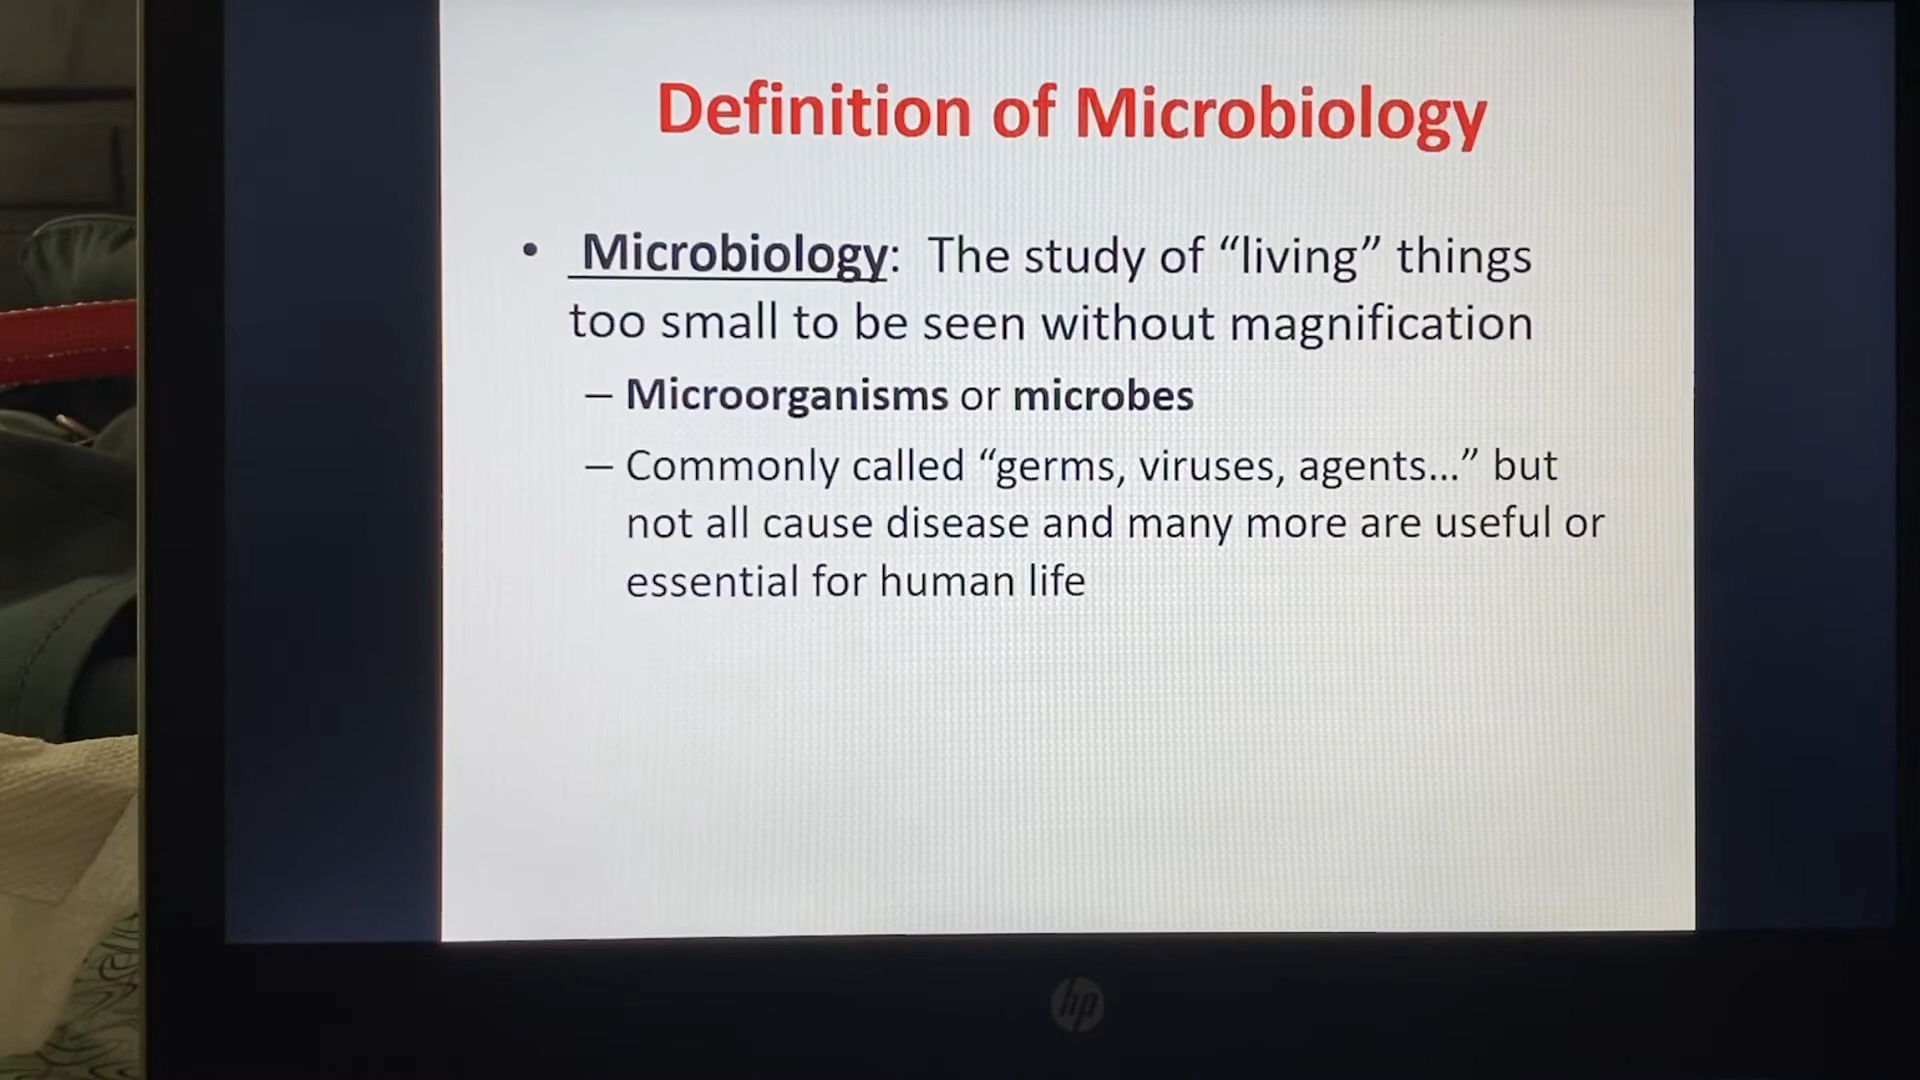 Definition of Microbiology
• Microbiology: The study of “living” things
too small to be seen without magnification
– Microorganisms or microbes
– Commonly called “germs, viruses, agents...” but
not all cause disease and many more are useful or
essential for human life
hp